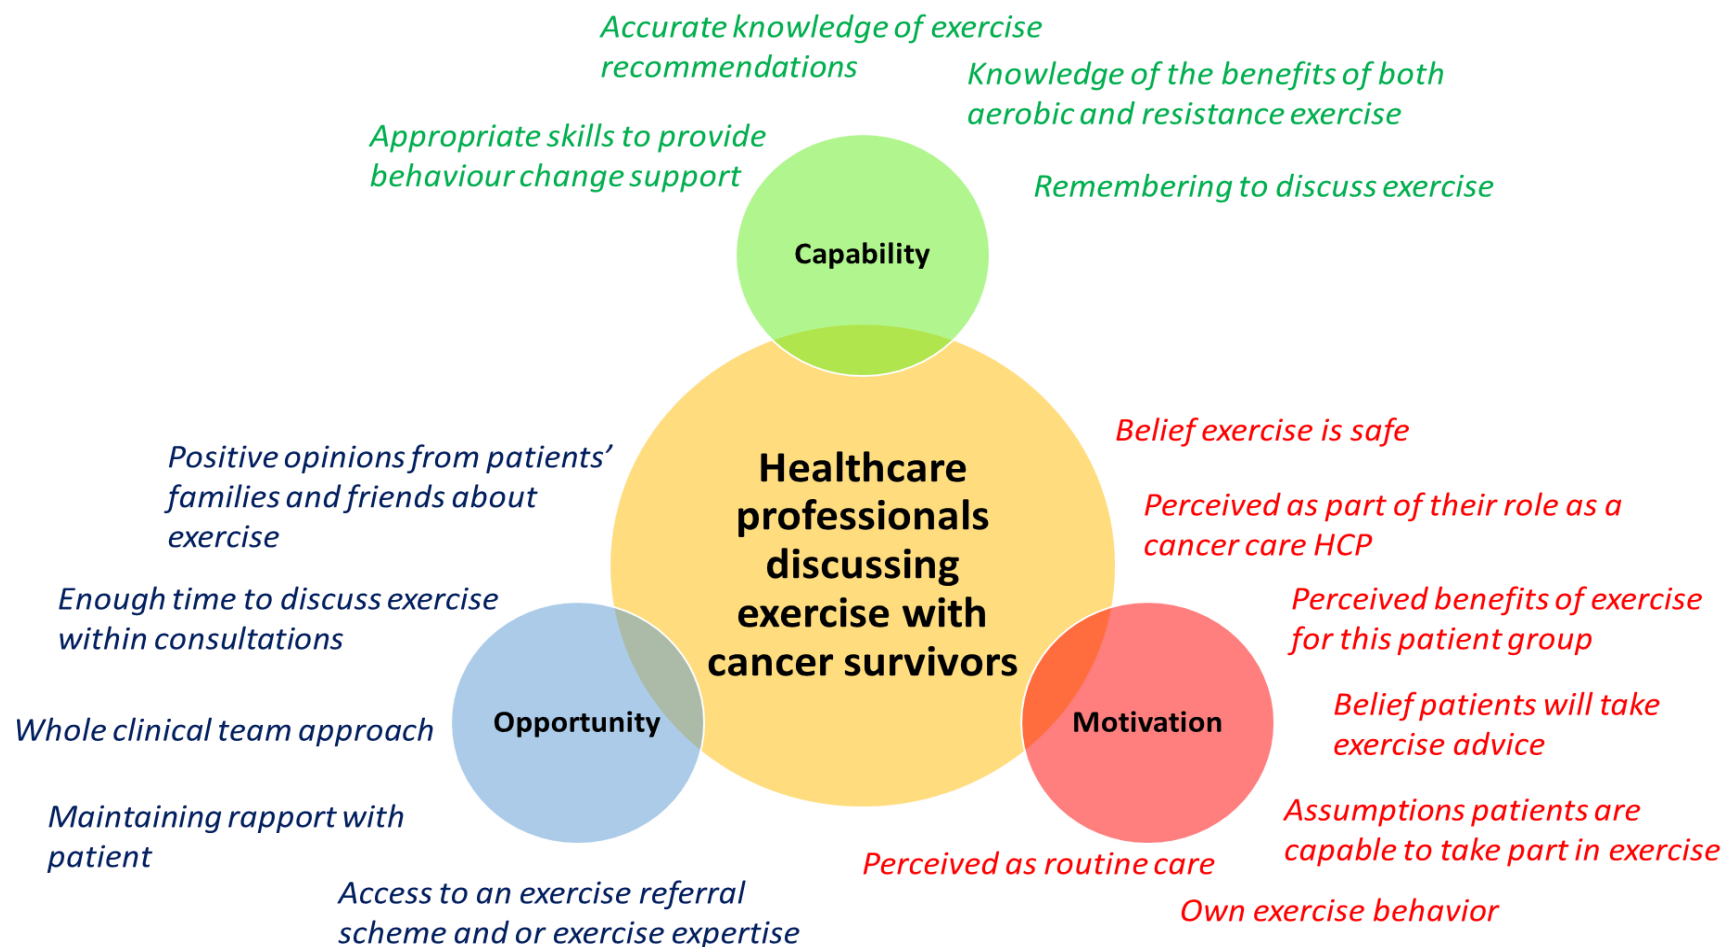 Accurate knowledge of exercise
recommendations
Knowledge of the benefits of both
aerobic and resistance exercise
Appropriate skills to provide
behaviour change support
Remembering to discuss exercise
Capability
Healthcare
professionals
discussing
exercise with
cancer survivors
Positive opinions from patients’
families and friends about
exercise
Enough time to discuss exercise
within consultations
Whole clinical team approach
Opportunity
Maintaining rapport with
patient
Access to an exercise referral
scheme and or exercise expertise
Belief exercise is safe
Perceived as part of their role as a
cancer care HCP
Perceived benefits of exercise
for this patient group
Motivation
Belief patients will take
exercise advice
Assumptions patients are
capable to take part in exercise
Perceived as routine care
Own exercise behavior